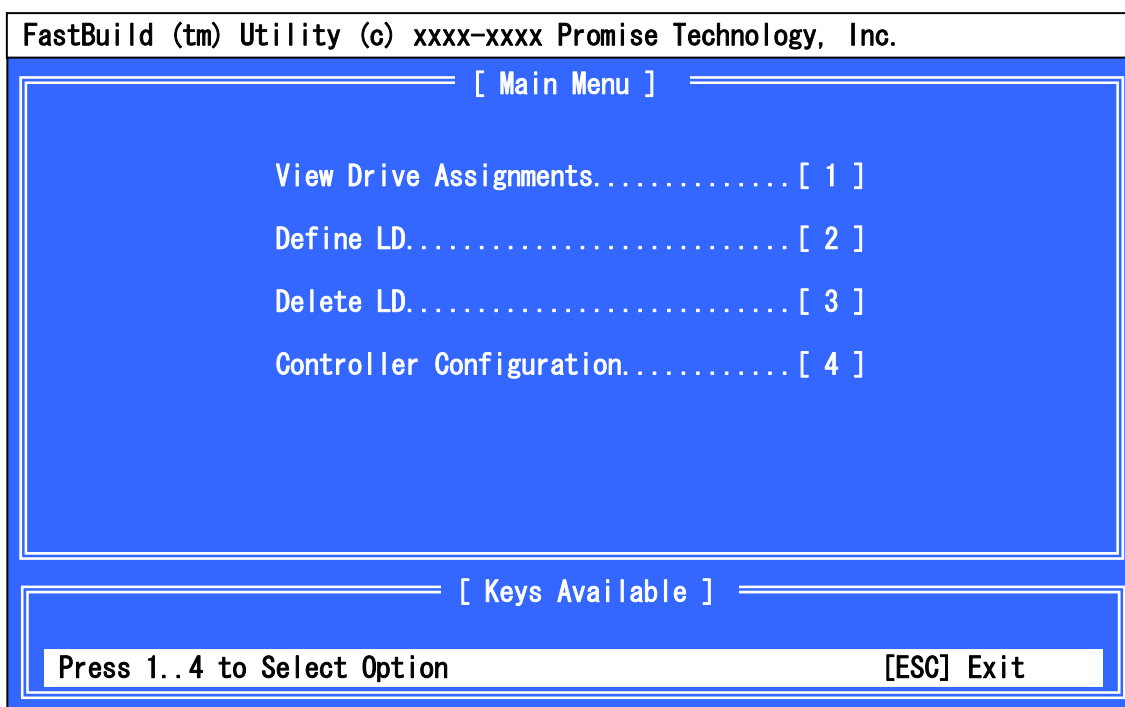 FastBuild (tm) Utility (c) xxxx-xxxx Promise Technology, Inc.
[ Main Menu ]
View Drive Assignments..............[ 1 ]
Define LD...........................[ 2 ]
Delete LD...........................[ 3 ]
Controller Configuration............[ 4 ]
[ Keys Available ]
Press 1..4 to Select Option [ESC] Exit